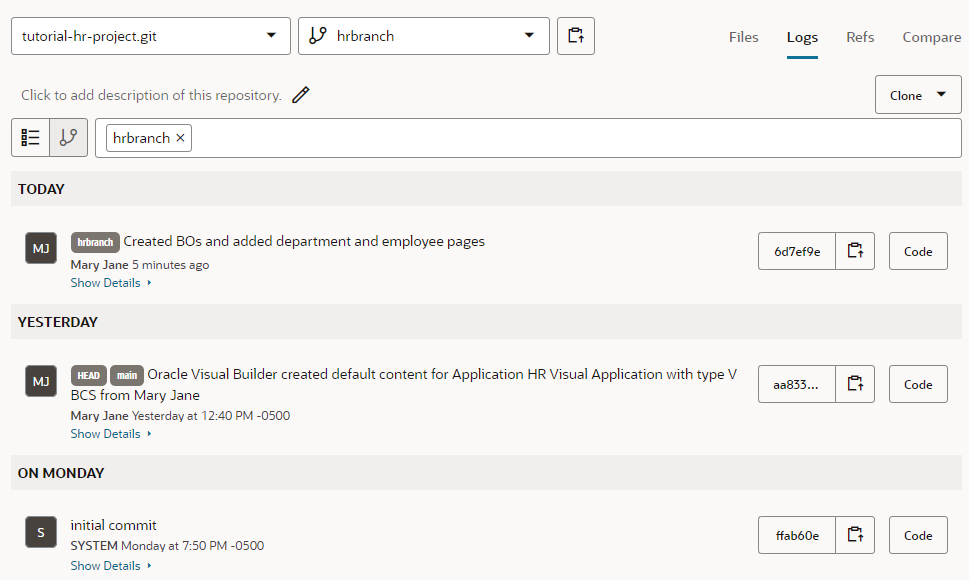 tutorial-hr-project.git hrbranch Files Logs Refs Compare
Click to add description of this repository. Clone
hrbranch ×
TODAY
MJ hrbranch Created BOs and added department and employee pages 6d7ef9e Code
Mary Jane 5 minutes ago
Show Details
YESTERDAY
MJ HEAD main Oracle Visual Builder created default content for Application HR Visual Application with type V aa833... Code
BCS from Mary Jane
Mary Jane Yesterday at 12:40 PM -0500
Show Details
ON MONDAY
S initial commit ffab60e Code
SYSTEM Monday at 7:50 PM -0500
Show Details